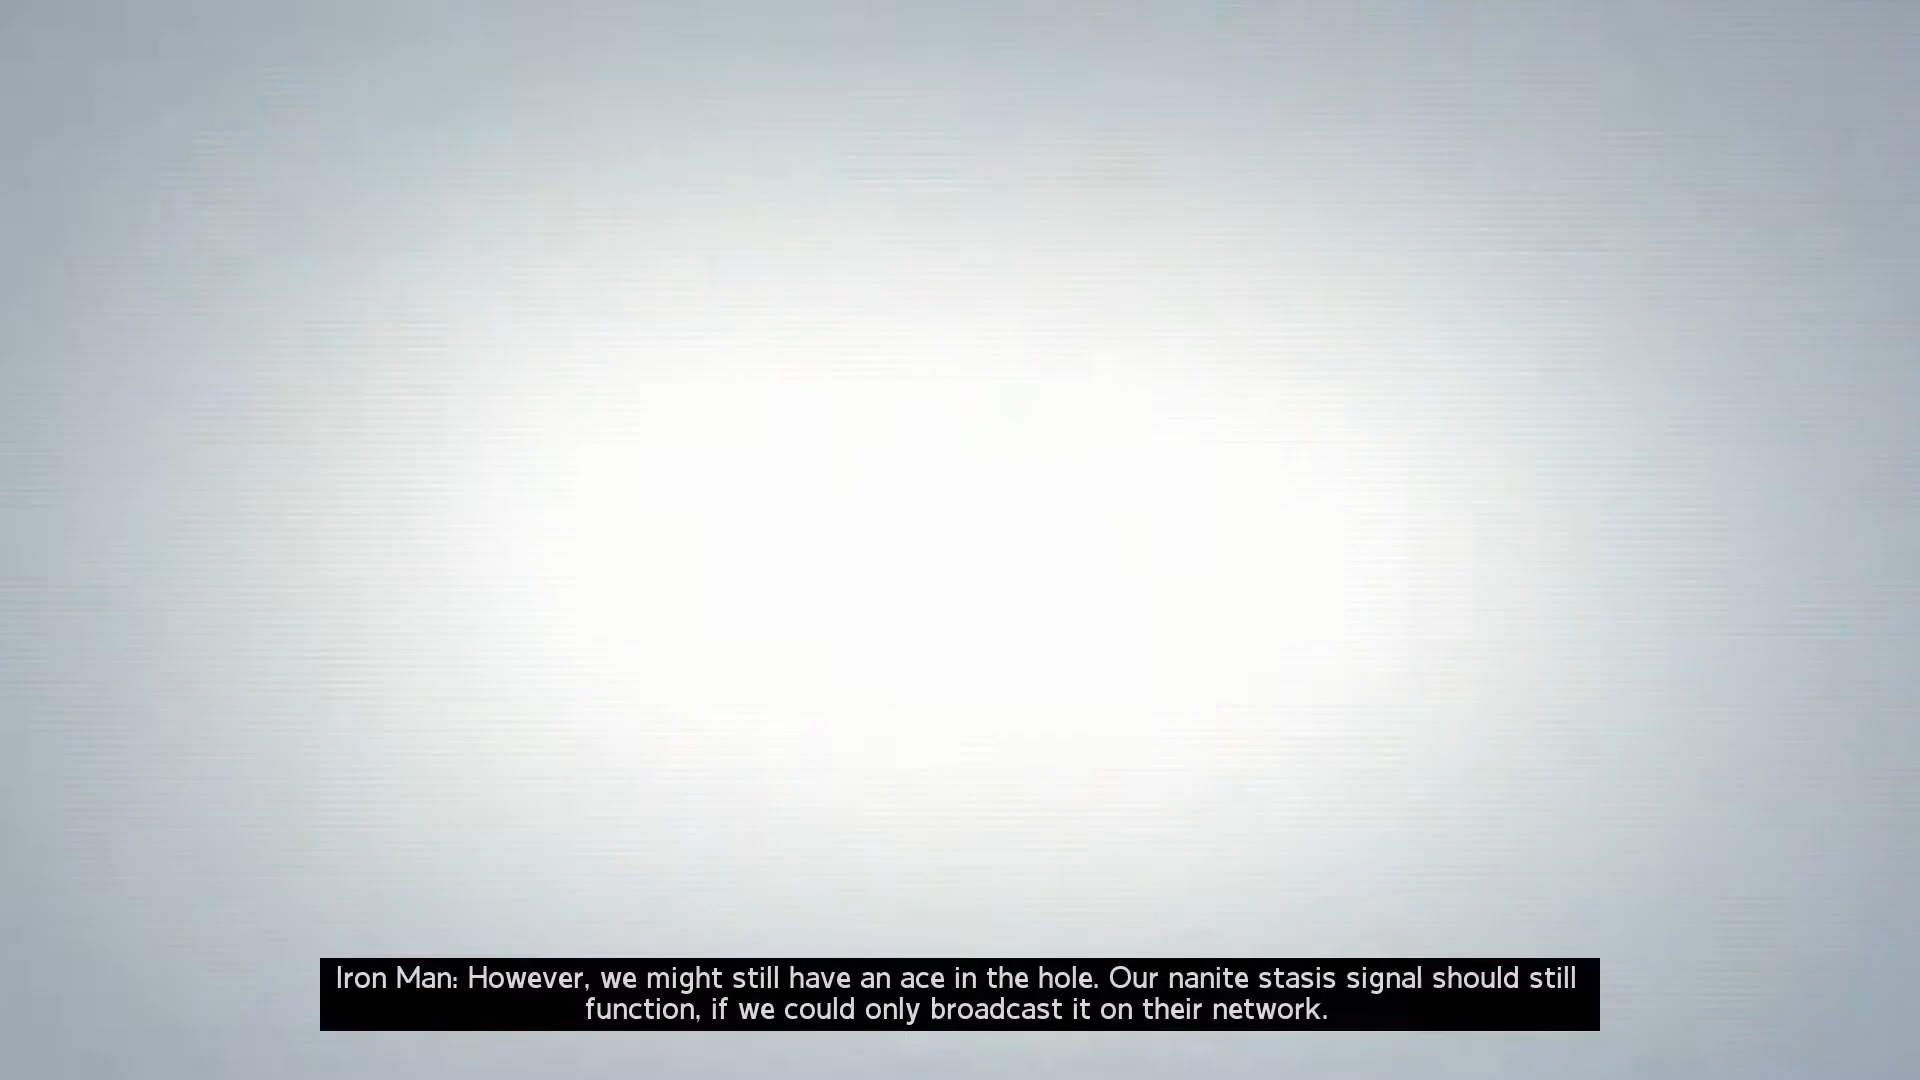 Iron Man: However, we might still have an ace in the hole. Our nanite stasis signal should still
function, if we could only broadcast it on their network.